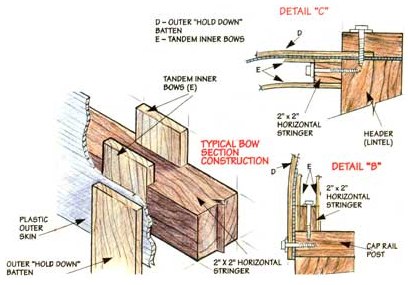 D – OUTER "HOLD DOWN"
BATTEN
E – TANDEM INNER BOWS
TANDEM INNER
BOWS (E)
TYPICAL BOW
SECTION
CONSTRUCTION
PLASTIC
OUTER
SKIN
OUTER "HOLD DOWN"
BATTEN
2" X 2" HORIZONTAL
STRINGER
DETAIL "C"
D
E
2" x 2"
HORIZONTAL
STRINGER
HEADER
(LINTEL)
DETAIL "B"
D
E
2" x 2"
HORIZONTAL
STRINGER
CAP RAIL
POST